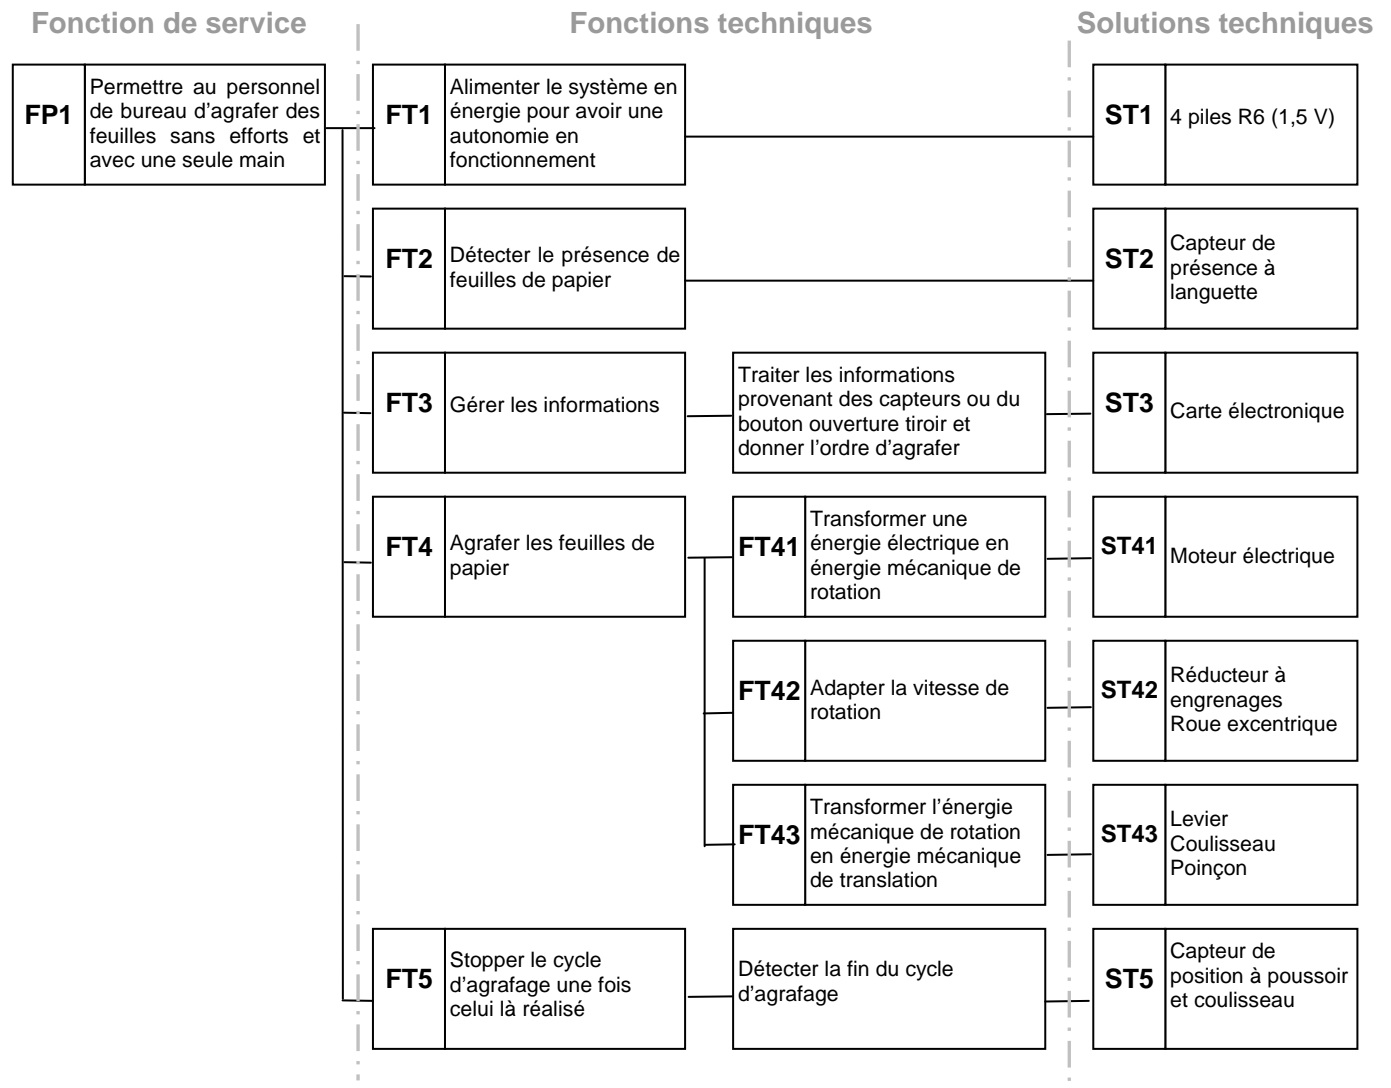 Fonction de service
Fonctions techniques
Solutions techniques
FP1
Permettre au personnel
de bureau d'agrafer des
feuilles sans efforts et
avec une seule main
FT1
Alimenter le système en
énergie pour avoir une
autonomie en
fonctionnement
ST1
4 piles R6 (1,5 V)
FT2
Détecter le présence de
feuilles de papier
ST2
Capteur de
présence à
languette
FT3
Gérer les informations
Traiter les informations
provenant des capteurs ou du
bouton ouverture tiroir et
donner l'ordre d'agrafer
ST3
Carte électronique
FT4
Agrafer les feuilles de
papier
FT41
Transformer une
énergie électrique en
énergie mécanique de
rotation
ST41
Moteur électrique
FT42
Adapter la vitesse de
rotation
ST42
Réducteur à
engrenages
Roue excentrique
FT43
Transformer l'énergie
mécanique de rotation
en énergie mécanique
de translation
ST43
Levier
Coulisseau
Poinçon
FT5
Stopper le cycle
d'agrafage une fois
celui là réalisé
Détecter la fin du cycle
d'agrafage
ST5
Capteur de
position à poussoir
et coulisseau